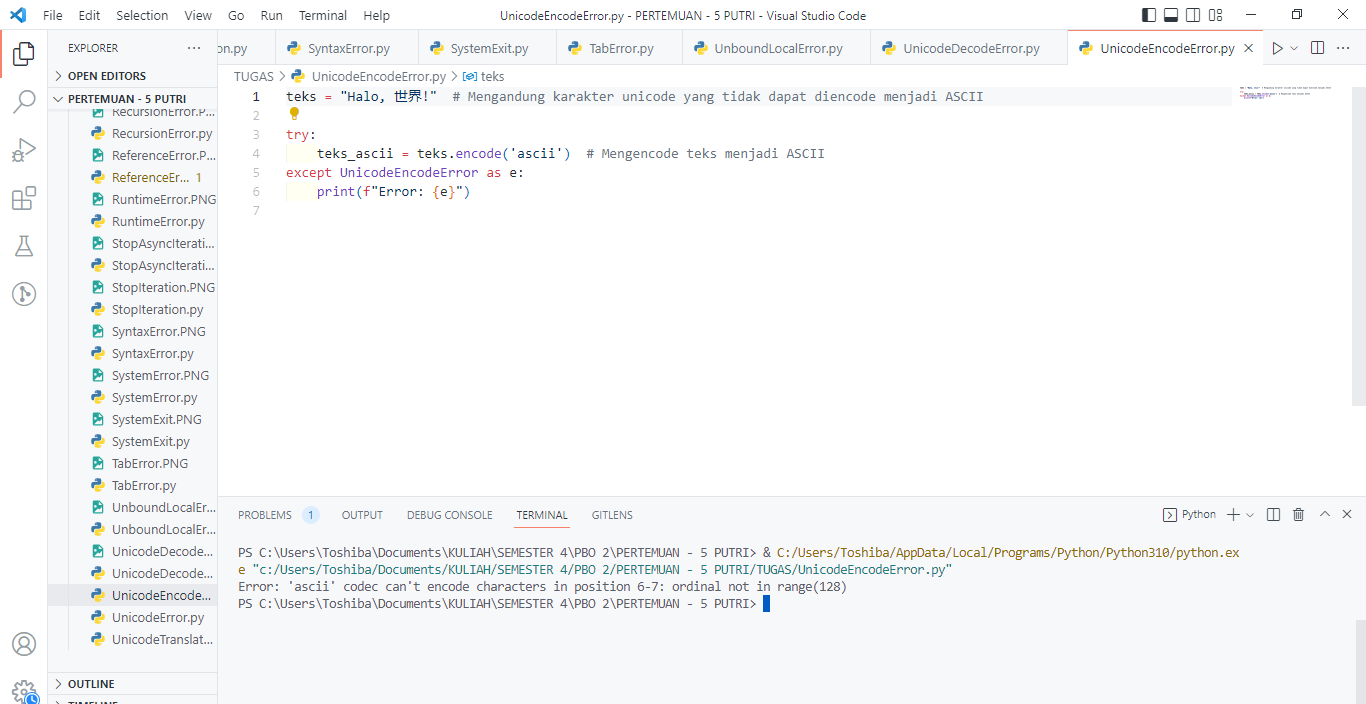 File Edit Selection View Go Run Terminal Help UnicodeEncodeError.py - PERTEMUAN - 5 PUTRI - Visual Studio Code
EXPLORER ···
OPEN EDITORS
PERTEMUAN - 5 PUTRI
RecursionError.P...
RecursionError.py
ReferenceError.P...
ReferenceEr... 1
RuntimeError.PNG
RuntimeError.py
StopAsyncIterati...
StopAsyncIterati...
StopIteration.PNG
StopIteration.py
SyntaxError.PNG
SyntaxError.py
SystemError.PNG
SystemError.py
SystemExit.PNG
SystemExit.py
TabError.PNG
TabError.py
UnboundLocalEr...
UnboundLocalEr...
UnicodeDecode...
UnicodeDecode...
UnicodeEncode...
UnicodeError.py
UnicodeTranslat...
OUTLINE
TIMELINE
on.py SyntaxError.py SystemExit.py TabError.py UnboundLocalError.py UnicodeDecodeError.py UnicodeEncodeError.py
TUGAS > UnicodeEncodeError.py > teks
1 teks = "Halo, 世界!" # Mengandung karakter unicode yang tidak dapat diencode menjadi ASCII
2
3 try:
4 teks_ascii = teks.encode('ascii') # Mengencode teks menjadi ASCII
5 except UnicodeEncodeError as e:
6 print(f"Error: {e}")
7
PROBLEMS 1 OUTPUT DEBUG CONSOLE TERMINAL GITLENS Python
PS C:\Users\Toshiba\Documents\KULIAH\SEMESTER 4\PBO 2\PERTEMUAN - 5 PUTRI> & C:/Users/Toshiba/AppData/Local/Programs/Python/Python310/python.ex
e "c:/Users/Toshiba/Documents/KULIAH/SEMESTER 4/PBO 2/PERTEMUAN - 5 PUTRI/TUGAS/UnicodeEncodeError.py"
Error: 'ascii' codec can't encode characters in position 6-7: ordinal not in range(128)
PS C:\Users\Toshiba\Documents\KULIAH\SEMESTER 4\PBO 2\PERTEMUAN - 5 PUTRI>